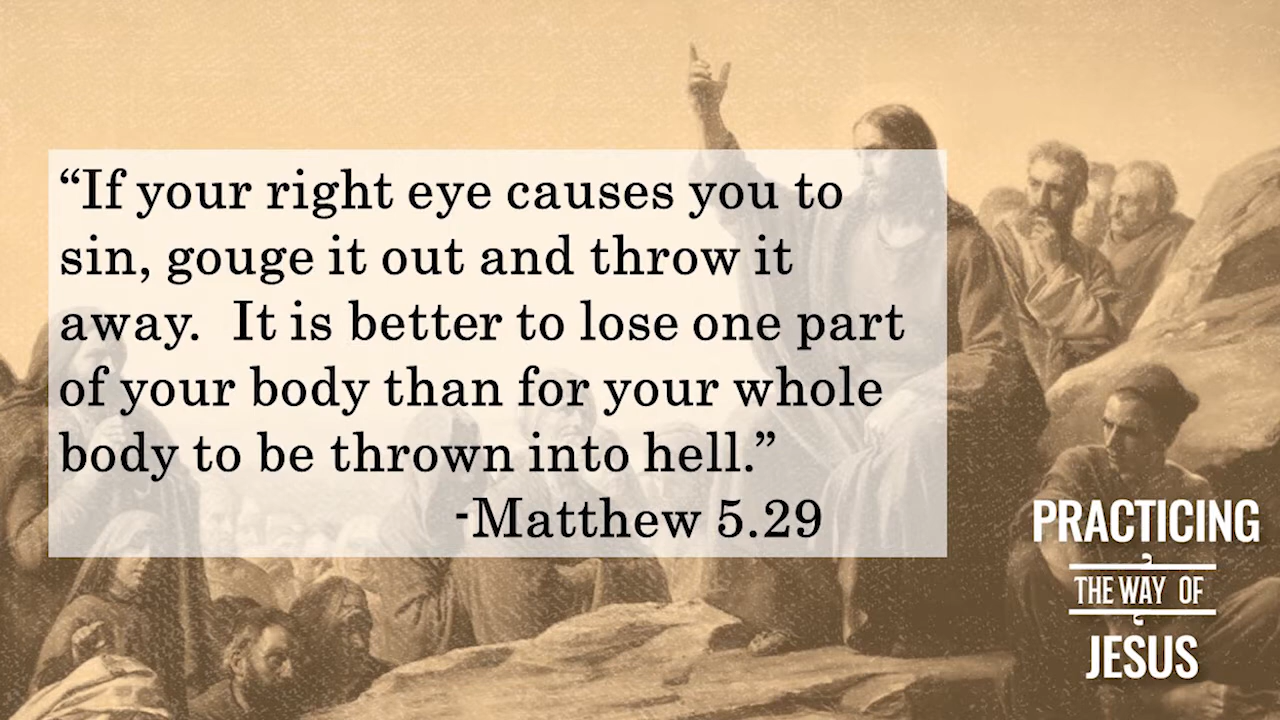 “If your right eye causes you to
sin, gouge it out and throw it
away.  It is better to lose one part
of your body than for your whole
body to be thrown into hell.”
-Matthew 5.29
PRACTICING
THE WAY OF
JESUS